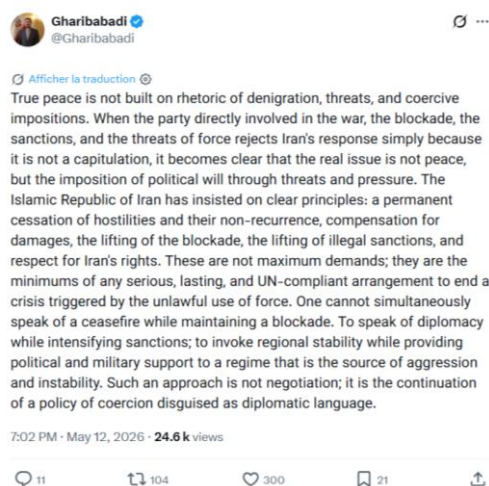 Gharibabadi
@Gharibabadi
Afficher la traduction
True peace is not built on rhetoric of denigration, threats, and coercive
impositions. When the party directly involved in the war, the blockade, the
sanctions, and the threats of force rejects Iran's response simply because
it is not a capitulation, it becomes clear that the real issue is not peace,
but the imposition of political will through threats and pressure. The
Islamic Republic of Iran has insisted on clear principles: a permanent
cessation of hostilities and their non-recurrence, compensation for
damages, the lifting of the blockade, the lifting of illegal sanctions, and
respect for Iran's rights. These are not maximum demands; they are the
minimums of any serious, lasting, and UN-compliant arrangement to end a
crisis triggered by the unlawful use of force. One cannot simultaneously
speak of a ceasefire while maintaining a blockade. To speak of diplomacy
while intensifying sanctions; to invoke regional stability while providing
political and military support to a regime that is the source of aggression
and instability. Such an approach is not negotiation; it is the continuation
of a policy of coercion disguised as diplomatic language.
7:02 PM · May 12, 2026 · 24.6 k views
11 104 300 21